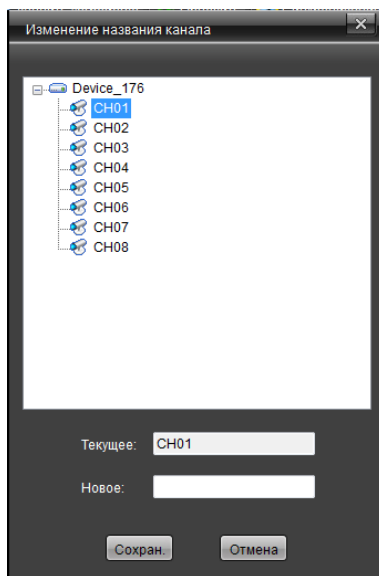 Изменение названия канала
Device_176
CH01
CH02
CH03
CH04
CH05
CH06
CH07
CH08
Текущее: CH01
Новое:
Сохран. Отмена